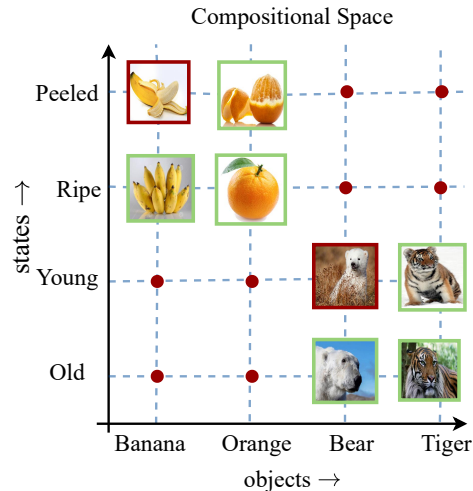 Compositional Space
Peeled
Ripe
Young
Old
states →
Banana Orange Bear Tiger
objects →